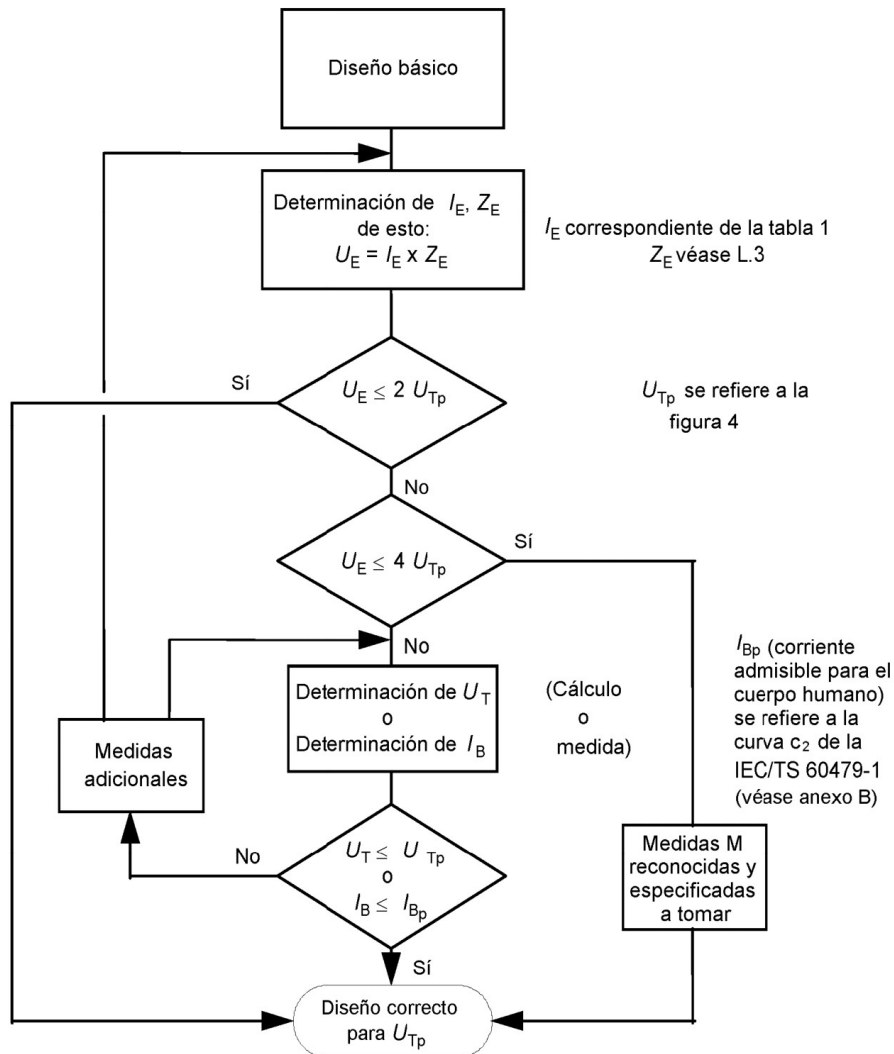 Diseño básico
Determinación de I_E, Z_E
de esto:
U_E = I_E x Z_E
I_E correspondiente de la tabla 1
Z_E véase L.3
Sí
U_E ≤ 2 U_Tp
U_Tp se refiere a la
figura 4
No
U_E ≤ 4 U_Tp
Sí
No
Determinación de U_T
o
Determinación de I_B
(Cálculo
o
medida)
I_Bp (corriente
admisible para el
cuerpo humano)
se refiere a la
curva c₂ de la
IEC/TS 60479-1
(véase anexo B)
Medidas
adicionales
No
U_T ≤ U_Tp
o
I_B ≤ I_Bp
Medidas M
reconocidas y
especificadas
a tomar
Sí
Diseño correcto
para U_Tp